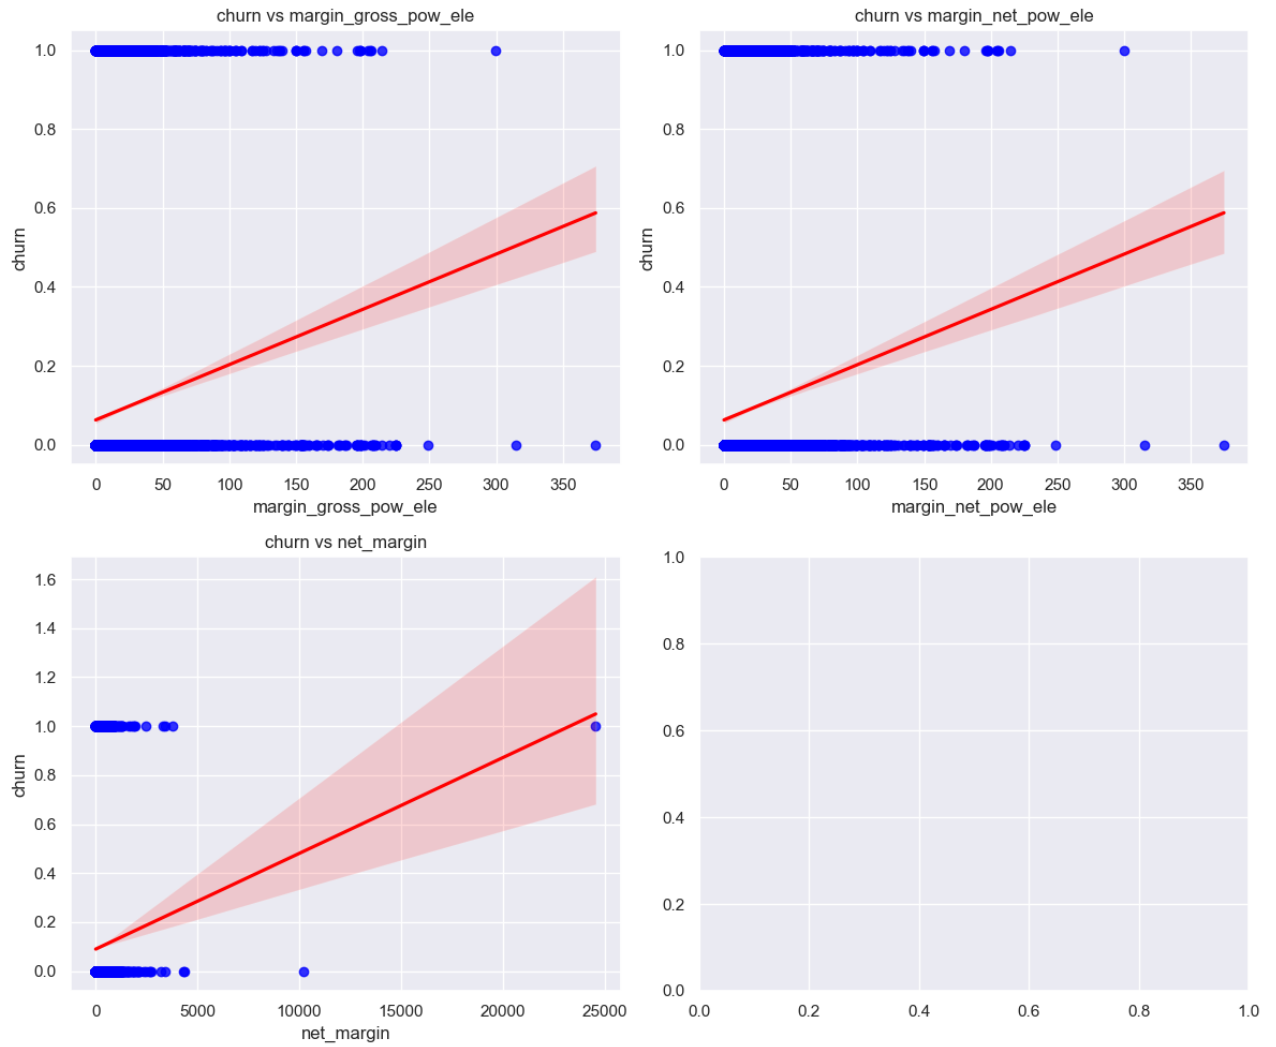 churn vs margin_gross_pow_ele
churn
1.0
0.8
0.6
0.4
0.2
0.0
0 50 100 150 200 250 300 350
margin_gross_pow_ele
churn vs margin_net_pow_ele
churn
1.0
0.8
0.6
0.4
0.2
0.0
0 50 100 150 200 250 300 350
margin_net_pow_ele
churn vs net_margin
churn
1.6
1.4
1.2
1.0
0.8
0.6
0.4
0.2
0.0
0 5000 10000 15000 20000 25000
net_margin
1.0
0.8
0.6
0.4
0.2
0.0
0.0 0.2 0.4 0.6 0.8 1.0